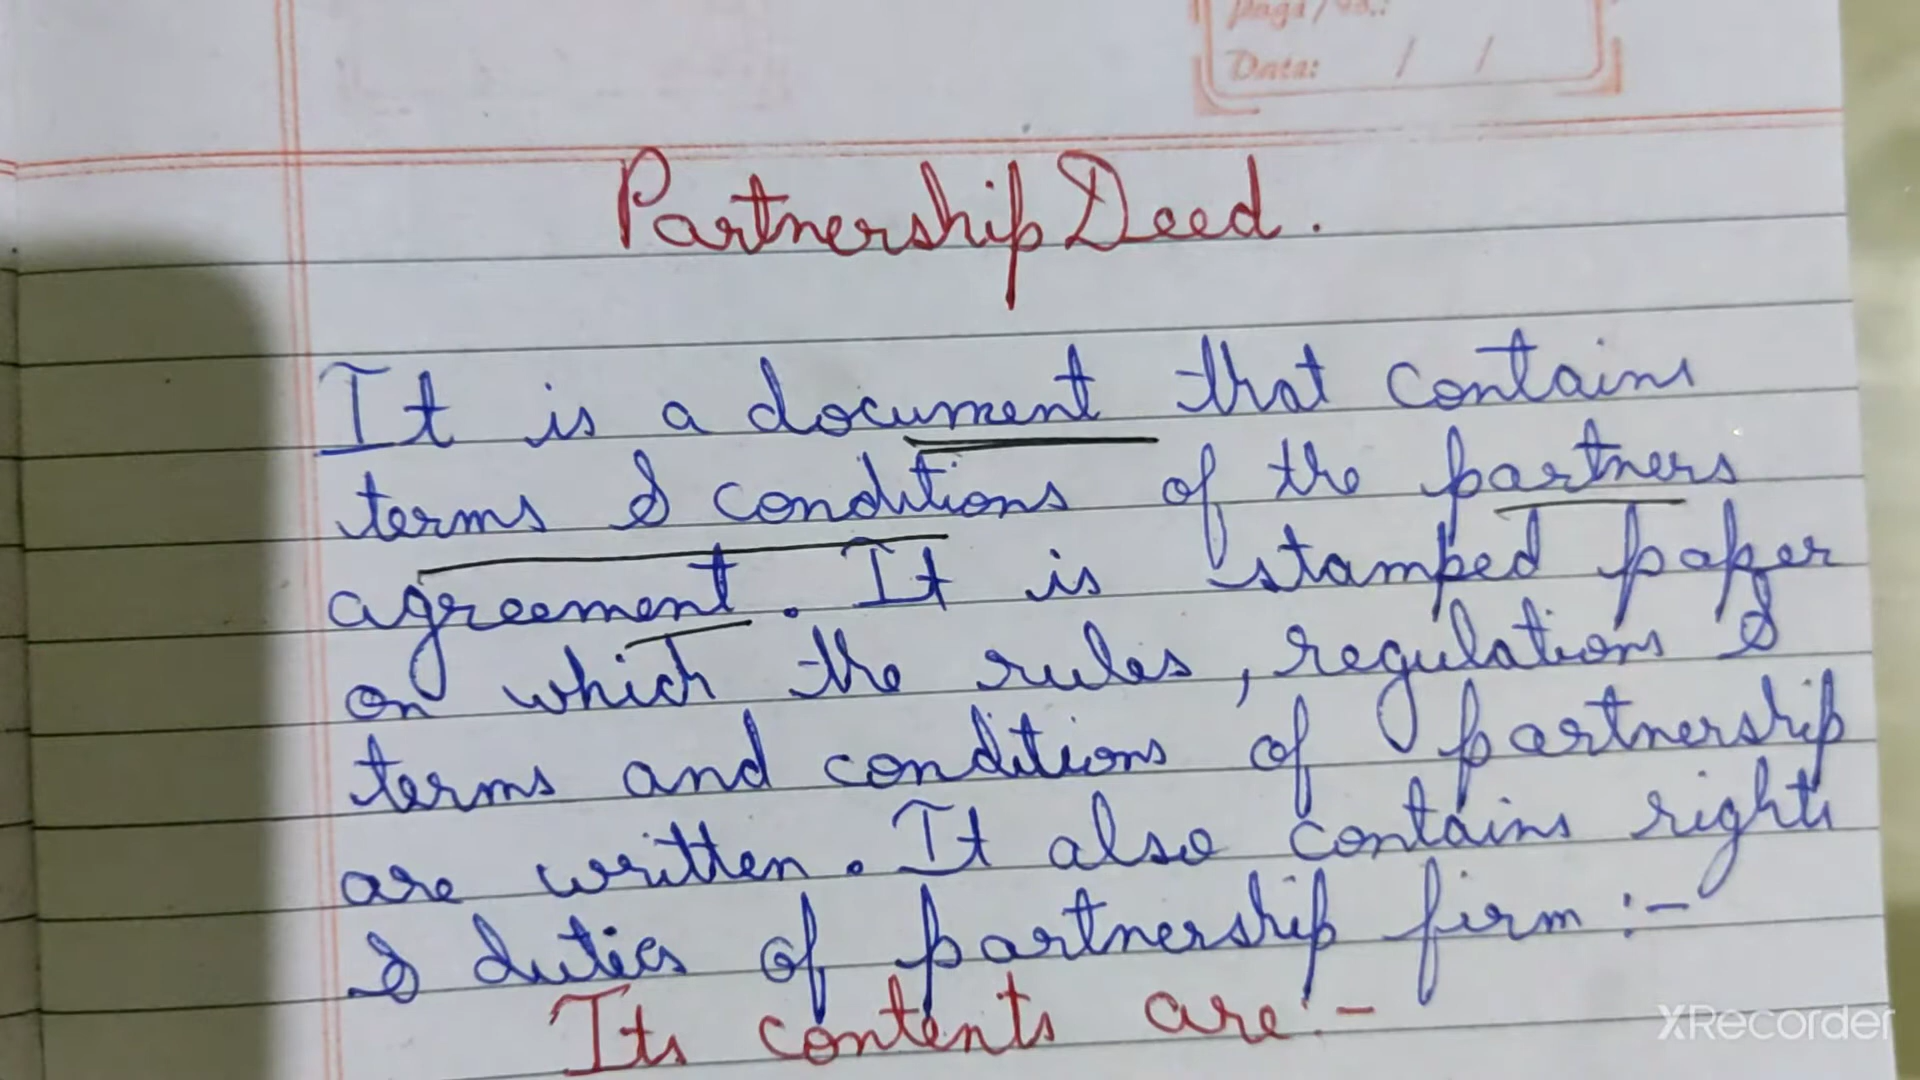 Page No.:
Date: / /
Partnership Deed.
It is a document that contains
terms & conditions of the partners
agreement. It is stamped paper
on which the rules, regulations &
terms and conditions of partnership
are written. It also contains rights
& duties of partnership firm :-
Its contents are :-
XRecorder